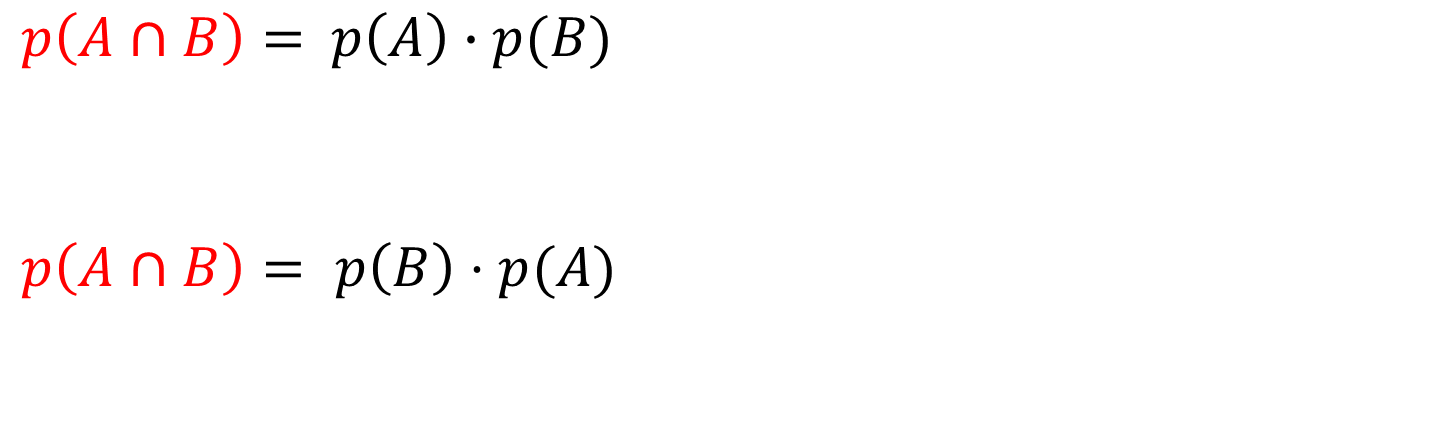 p(A ∩ B) = p(A) · p(B)
p(A ∩ B) = p(B) · p(A)